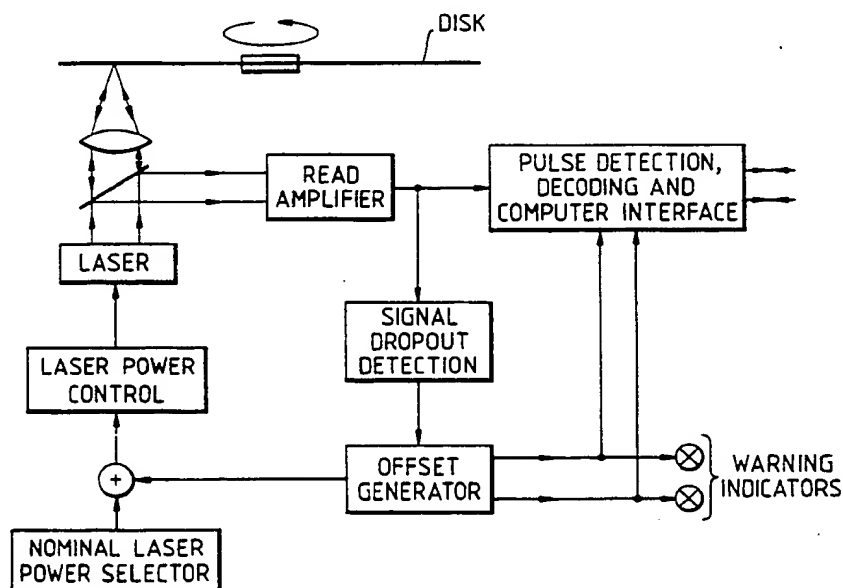 DISK
READ
AMPLIFIER
PULSE DETECTION,
DECODING AND
COMPUTER INTERFACE
LASER
SIGNAL
DROPOUT
DETECTION
LASER POWER
CONTROL
OFFSET
GENERATOR
WARNING
INDICATORS
+
NOMINAL LASER
POWER SELECTOR